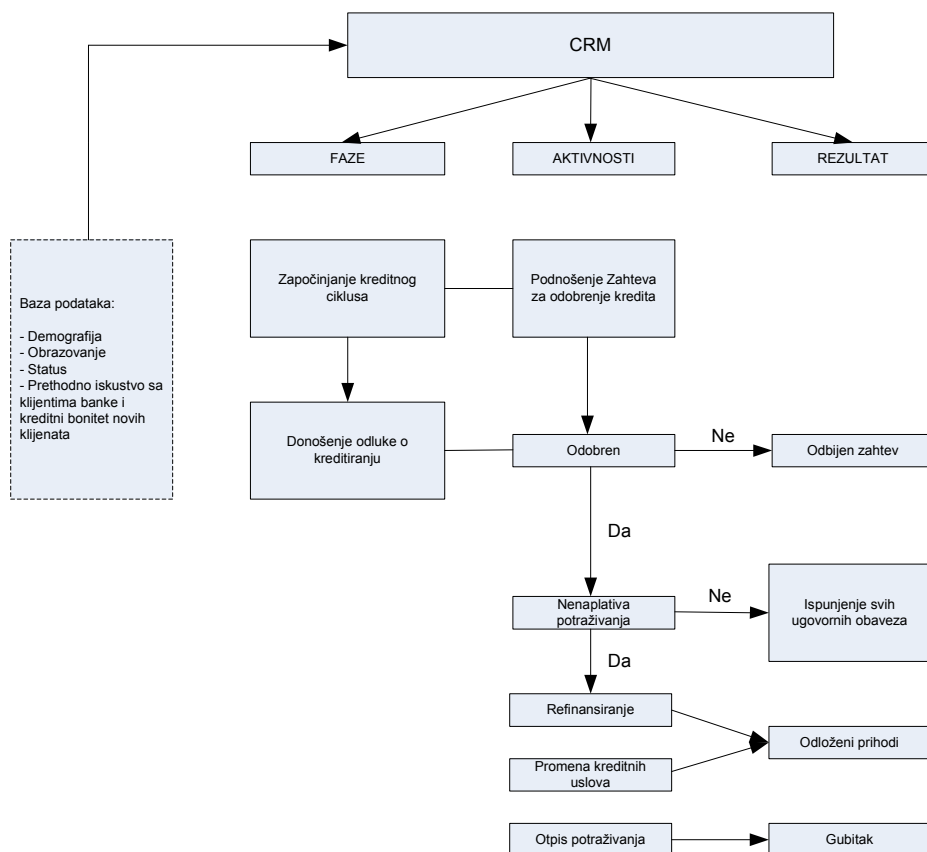 CRM
FAZE
AKTIVNOSTI
REZULTAT
Baza podataka:
- Demografija
- Obrazovanje
- Status
- Prethodno iskustvo sa
klijentima banke i
kreditni bonitet novih
klijenata
Započinjanje kreditnog
ciklusa
Podnošenje Zahteva
za odobrenje kredita
Donošenje odluke o
kreditiranju
Odobren
Ne
Odbijen zahtev
Da
Nenaplativa
potraživanja
Ne
Ispunjenje svih
ugovornih obaveza
Da
Refinansiranje
Promena kreditnih
uslova
Odloženi prihodi
Otpis potraživanja
Gubitak